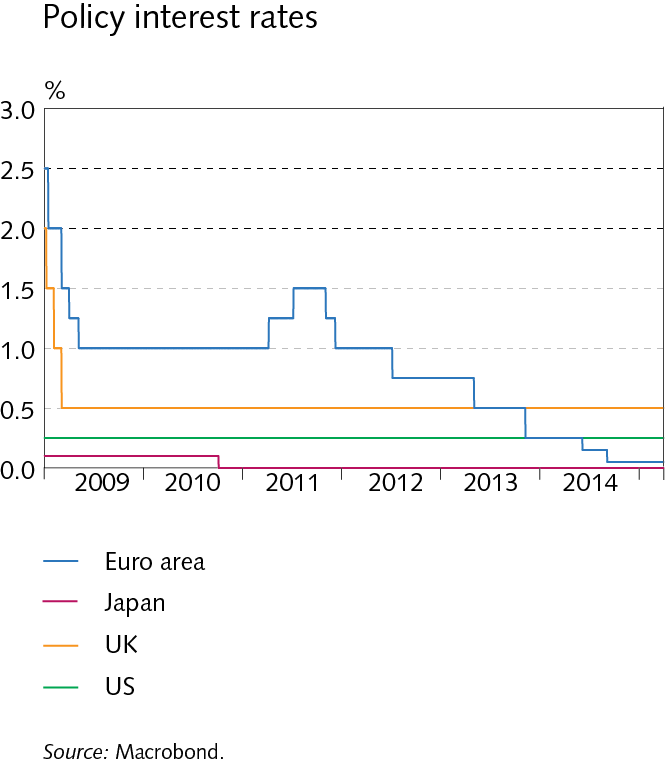 Policy interest rates
%
3.0
2.5
2.0
1.5
1.0
0.5
0.0
2009 2010 2011 2012 2013 2014
Euro area
Japan
UK
US
Source: Macrobond.